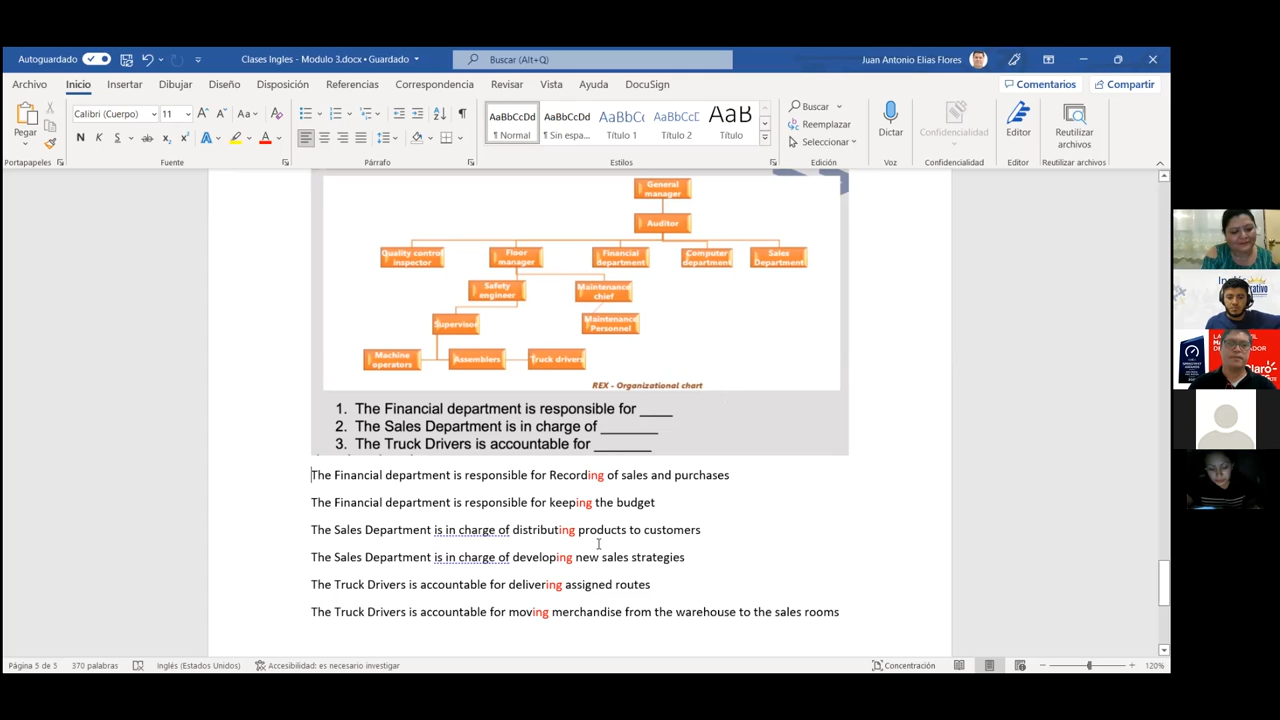 Autoguardado
Clases Ingles - Modulo 3.docx • Guardado
Buscar (Alt+Q)
Juan Antonio Elias Flores
Archivo Inicio Insertar Dibujar Diseño Disposición Referencias Correspondencia Revisar Vista Ayuda DocuSign
Comentarios Compartir
Calibri (Cuerpo) 11
Pegar
N K S
AaBbCcDd AaBbCcDd AaBbCc AaBbCcD AaB
¶ Normal ¶ Sin espa... Título 1 Título 2 Título
Buscar
Reemplazar
Seleccionar
Dictar
Confidencialidad
Editor
Reutilizar archivos
Portapapeles Fuente Párrafo Estilos Edición Voz Confidencialidad Editor Reutilizar archivos
General manager
Auditor
Quality control inspector
Floor manager
Financial department
Computer department
Sales Department
Safety engineer
Maintenance chief
Supervisor
Maintenance Personnel
Machine operators
Assemblers
Truck drivers
REX - Organizational chart
1. The Financial department is responsible for ____
2. The Sales Department is in charge of _______
3. The Truck Drivers is accountable for _______
The Financial department is responsible for Recording of sales and purchases
The Financial department is responsible for keeping the budget
The Sales Department is in charge of distributing products to customers
The Sales Department is in charge of developing new sales strategies
The Truck Drivers is accountable for delivering assigned routes
The Truck Drivers is accountable for moving merchandise from the warehouse to the sales rooms
Página 5 de 5 370 palabras Inglés (Estados Unidos) Accesibilidad: es necesario investigar
Concentración
120%
Claro